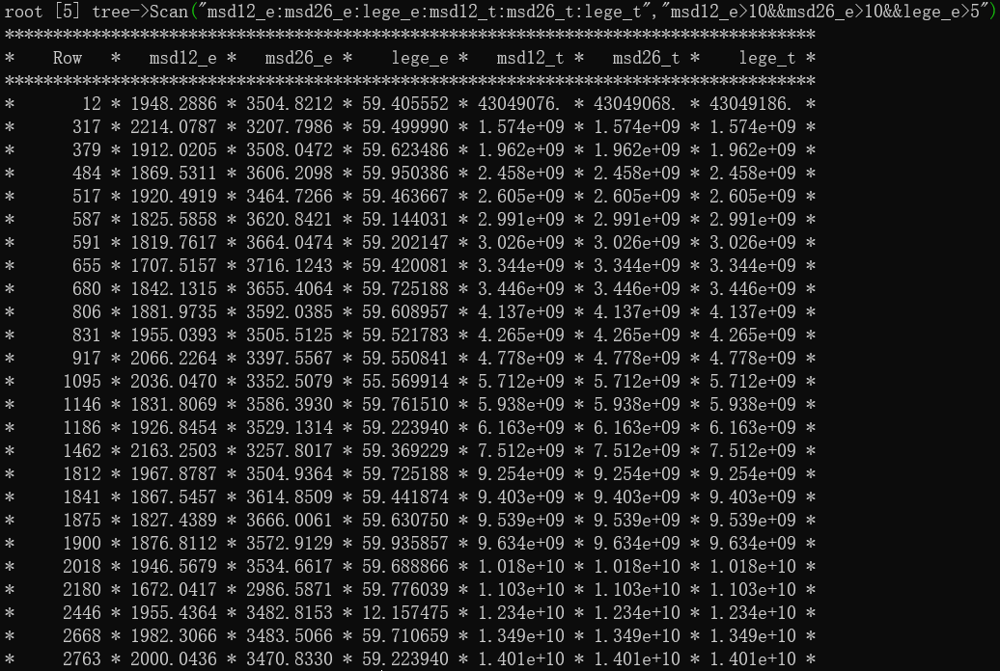 root [5] tree->Scan("msd12_e:msd26_e:lege_e:msd12_t:msd26_t:lege_t","msd12_e>10&&msd26_e>10&&lege_e>5")
************************************************************************************
*    Row   *   msd12_e *   msd26_e *    lege_e *   msd12_t *   msd26_t *    lege_t *
************************************************************************************
*       12 * 1948.2886 * 3504.8212 * 59.405552 * 43049076. * 43049068. * 43049186. *
*      317 * 2214.0787 * 3207.7986 * 59.499990 * 1.574e+09 * 1.574e+09 * 1.574e+09 *
*      379 * 1912.0205 * 3508.0472 * 59.623486 * 1.962e+09 * 1.962e+09 * 1.962e+09 *
*      484 * 1869.5311 * 3606.2098 * 59.950386 * 2.458e+09 * 2.458e+09 * 2.458e+09 *
*      517 * 1920.4919 * 3464.7266 * 59.463667 * 2.605e+09 * 2.605e+09 * 2.605e+09 *
*      587 * 1825.5858 * 3620.8421 * 59.144031 * 2.991e+09 * 2.991e+09 * 2.991e+09 *
*      591 * 1819.7617 * 3664.0474 * 59.202147 * 3.026e+09 * 3.026e+09 * 3.026e+09 *
*      655 * 1707.5157 * 3716.1243 * 59.420081 * 3.344e+09 * 3.344e+09 * 3.344e+09 *
*      680 * 1842.1315 * 3655.4064 * 59.725188 * 3.446e+09 * 3.446e+09 * 3.446e+09 *
*      806 * 1881.9735 * 3592.0385 * 59.608957 * 4.137e+09 * 4.137e+09 * 4.137e+09 *
*      831 * 1955.0393 * 3505.5125 * 59.521783 * 4.265e+09 * 4.265e+09 * 4.265e+09 *
*      917 * 2066.2264 * 3397.5567 * 59.550841 * 4.778e+09 * 4.778e+09 * 4.778e+09 *
*     1095 * 2036.0470 * 3352.5079 * 55.569914 * 5.712e+09 * 5.712e+09 * 5.712e+09 *
*     1146 * 1831.8069 * 3586.3930 * 59.761510 * 5.938e+09 * 5.938e+09 * 5.938e+09 *
*     1186 * 1926.8454 * 3529.1314 * 59.223940 * 6.163e+09 * 6.163e+09 * 6.163e+09 *
*     1462 * 2163.2503 * 3257.8017 * 59.369229 * 7.512e+09 * 7.512e+09 * 7.512e+09 *
*     1812 * 1967.8787 * 3504.9364 * 59.725188 * 9.254e+09 * 9.254e+09 * 9.254e+09 *
*     1841 * 1867.5457 * 3614.8509 * 59.441874 * 9.403e+09 * 9.403e+09 * 9.403e+09 *
*     1875 * 1827.4389 * 3666.0061 * 59.630750 * 9.539e+09 * 9.539e+09 * 9.539e+09 *
*     1900 * 1876.8112 * 3572.9129 * 59.935857 * 9.634e+09 * 9.634e+09 * 9.634e+09 *
*     2018 * 1946.5679 * 3534.6617 * 59.688866 * 1.018e+10 * 1.018e+10 * 1.018e+10 *
*     2180 * 1672.0417 * 2986.5871 * 59.776039 * 1.103e+10 * 1.103e+10 * 1.103e+10 *
*     2446 * 1955.4364 * 3482.8153 * 12.157475 * 1.234e+10 * 1.234e+10 * 1.234e+10 *
*     2668 * 1982.3066 * 3483.5066 * 59.710659 * 1.349e+10 * 1.349e+10 * 1.349e+10 *
*     2763 * 2000.0436 * 3470.8330 * 59.223940 * 1.401e+10 * 1.401e+10 * 1.401e+10 *